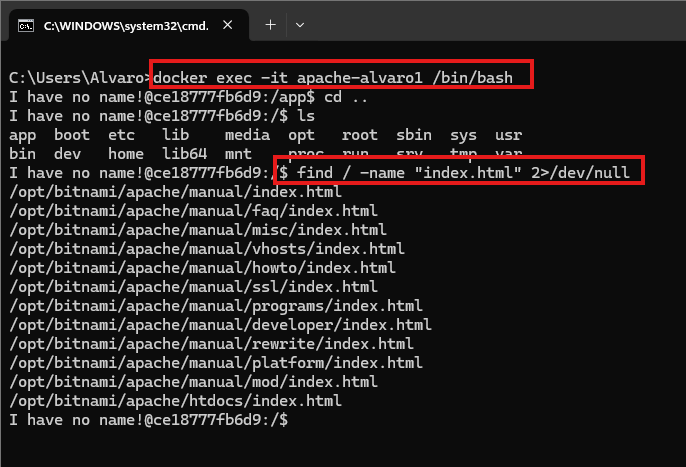 C:\WINDOWS\system32\cmd.
C:\Users\Alvaro>docker exec -it apache-alvaro1 /bin/bash
I have no name!@ce18777fb6d9:/app$ cd ..
I have no name!@ce18777fb6d9:/$ ls
app boot etc lib media opt root sbin sys usr
bin dev home lib64 mnt proc run srv tmp var
I have no name!@ce18777fb6d9:/$ find / -name "index.html" 2>/dev/null
/opt/bitnami/apache/manual/index.html
/opt/bitnami/apache/manual/faq/index.html
/opt/bitnami/apache/manual/misc/index.html
/opt/bitnami/apache/manual/vhosts/index.html
/opt/bitnami/apache/manual/howto/index.html
/opt/bitnami/apache/manual/ssl/index.html
/opt/bitnami/apache/manual/programs/index.html
/opt/bitnami/apache/manual/developer/index.html
/opt/bitnami/apache/manual/rewrite/index.html
/opt/bitnami/apache/manual/platform/index.html
/opt/bitnami/apache/manual/mod/index.html
/opt/bitnami/apache/htdocs/index.html
I have no name!@ce18777fb6d9:/$